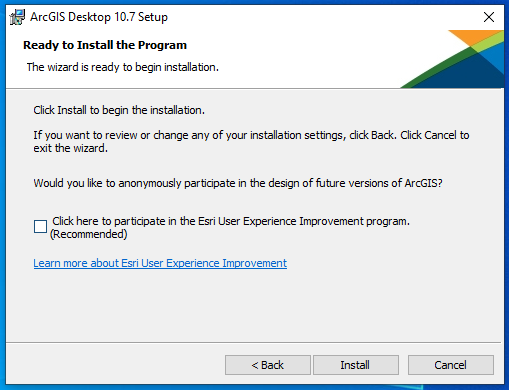 ArcGIS Desktop 10.7 Setup
Ready to Install the Program
The wizard is ready to begin installation.
Click Install to begin the installation.
If you want to review or change any of your installation settings, click Back. Click Cancel to
exit the wizard.
Would you like to anonymously participate in the design of future versions of ArcGIS?
Click here to participate in the Esri User Experience Improvement program.
(Recommended)
Learn more about Esri User Experience Improvement
< Back
Install
Cancel